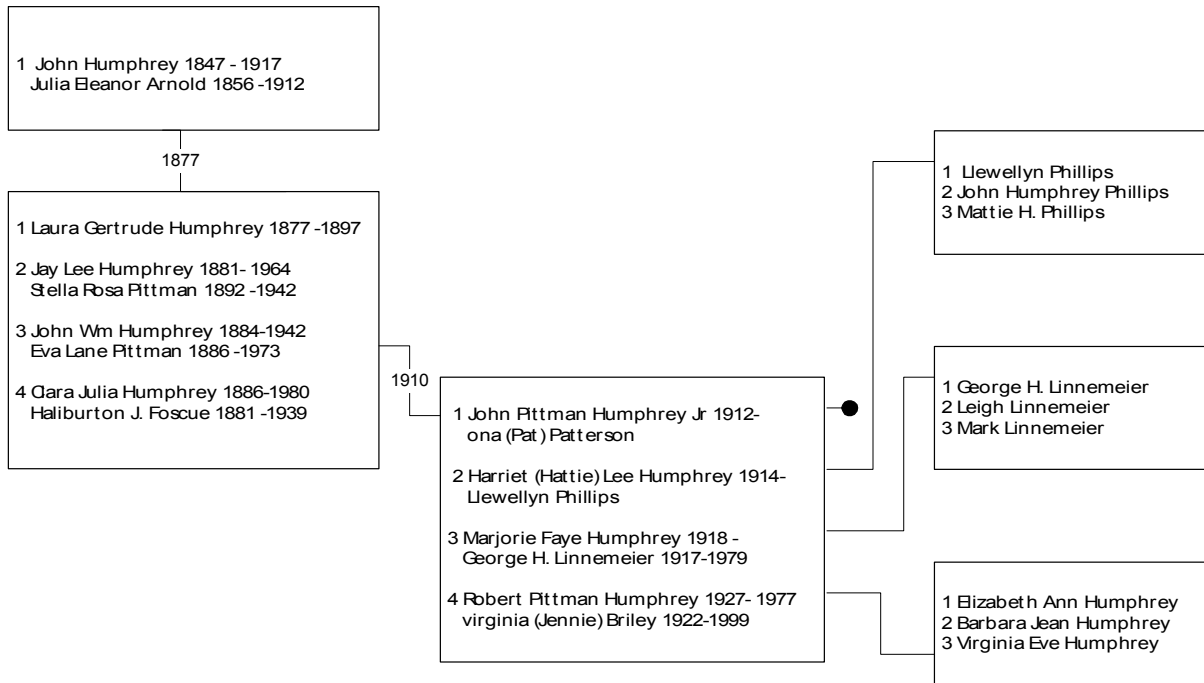 1 John Humphrey 1847 - 1917
Julia Eleanor Arnold 1856 -1912
1877
1 Laura Gertrude Humphrey 1877 -1897
2 Jay Lee Humphrey 1881- 1964
Stella Rosa Pittman 1892 -1942
3 John Wm Humphrey 1884-1942
Eva Lane Pittman 1886 -1973
4 Clara Julia Humphrey 1886-1980
Haliburton J. Foscue 1881 -1939
1910
1 John Pittman Humphrey Jr 1912-
ona (Pat) Patterson
2 Harriet (Hattie) Lee Humphrey 1914-
Llewellyn Phillips
3 Marjorie Faye Humphrey 1918 -
George H. Linnemeier 1917-1979
4 Robert Pittman Humphrey 1927- 1977
virginia (Jennie) Briley 1922-1999
1 Llewellyn Phillips
2 John Humphrey Phillips
3 Mattie H. Phillips
1 George H. Linnemeier
2 Leigh Linnemeier
3 Mark Linnemeier
1 Elizabeth Ann Humphrey
2 Barbara Jean Humphrey
3 Virginia Eve Humphrey